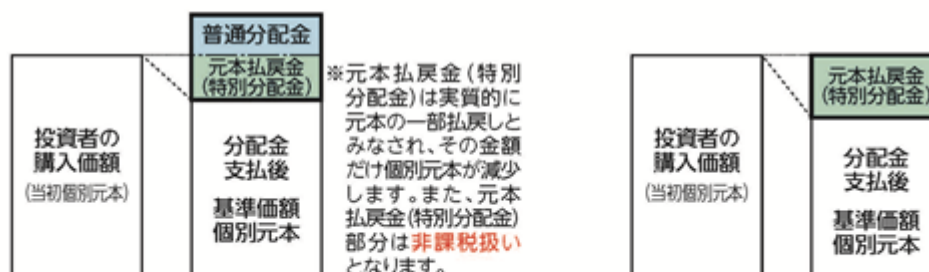 普通分配金
元本払戻金
(特別分配金)
投資者の
購入価額
(当初個別元本)
分配金
支払後
基準価額
個別元本
※元本払戻金(特別
分配金)は実質的に
元本の一部払戻しと
みなされ、その金額
だけ個別元本が減少
します。また、元本
払戻金(特別分配金)
部分は非課税扱い
となります。
投資者の
購入価額
(当初個別元本)
元本払戻金
(特別分配金)
分配金
支払後
基準価額
個別元本